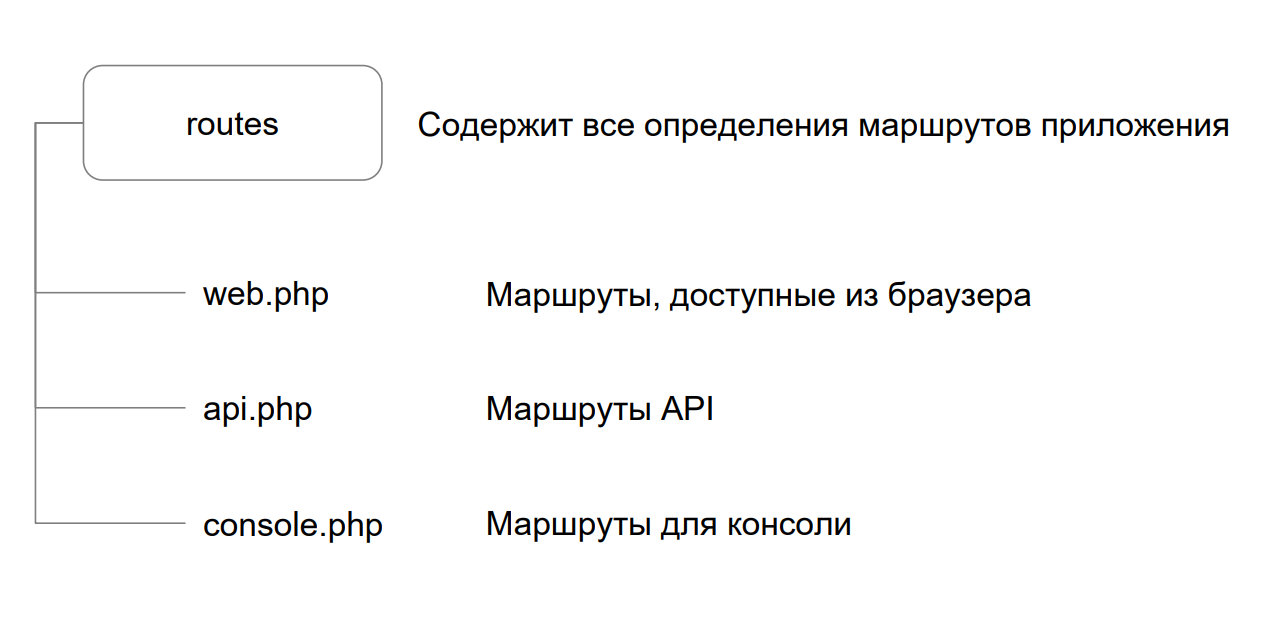 routes Содержит все определения маршрутов приложения
web.php Маршруты, доступные из браузера
api.php Маршруты API
console.php Маршруты для консоли